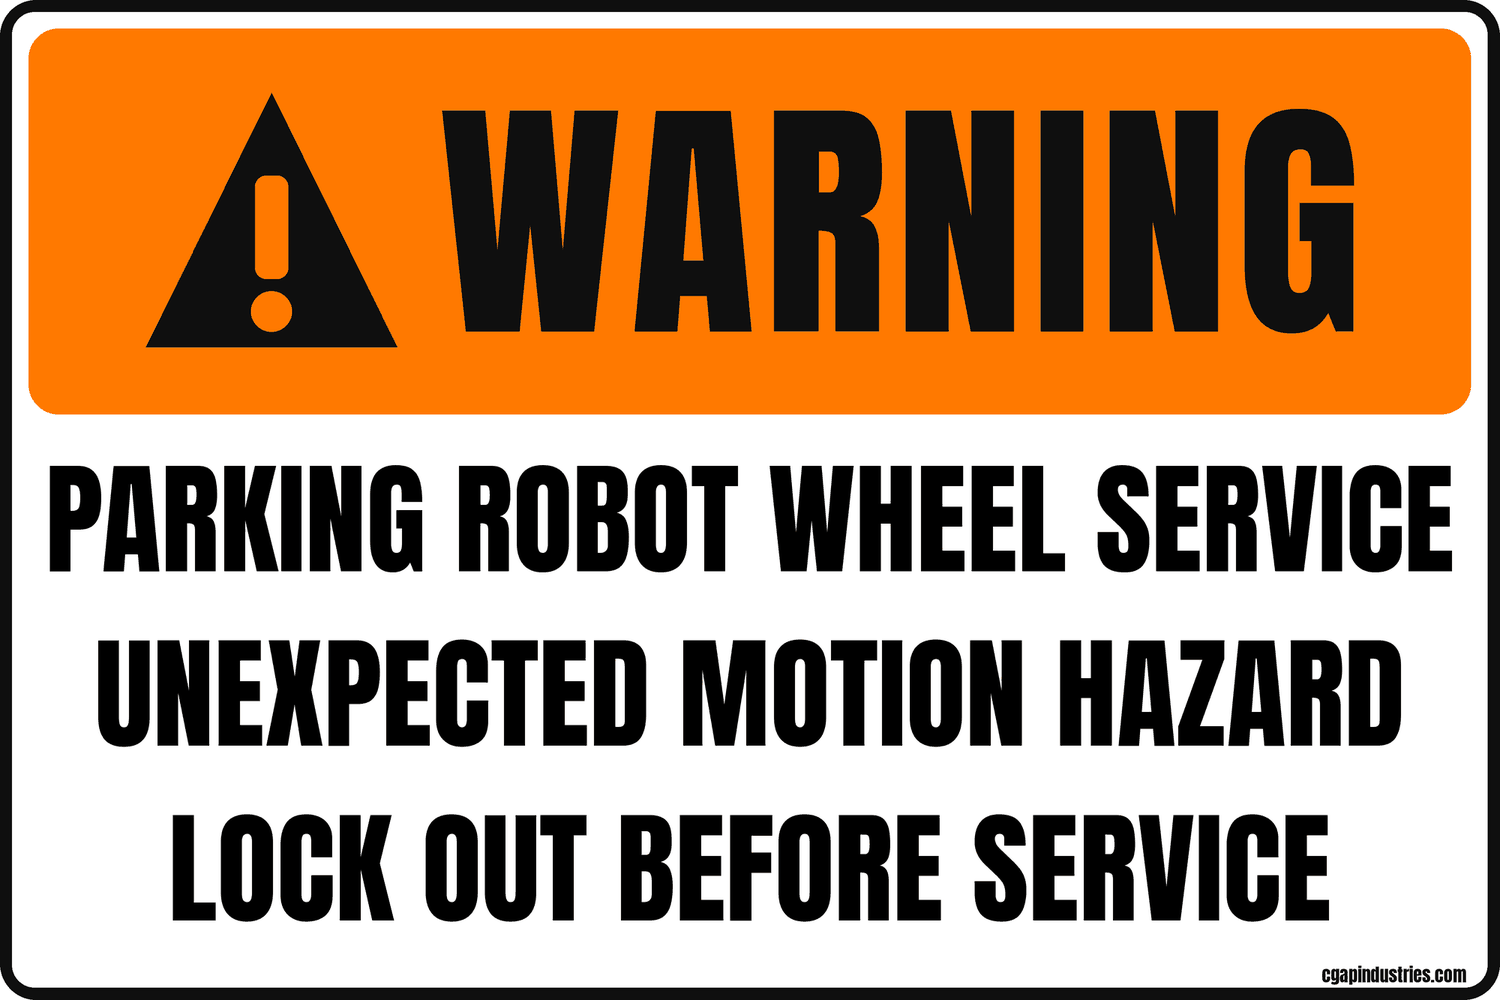 WARNING
PARKING ROBOT WHEEL SERVICE
UNEXPECTED MOTION HAZARD
LOCK OUT BEFORE SERVICE
cgapindustries.com